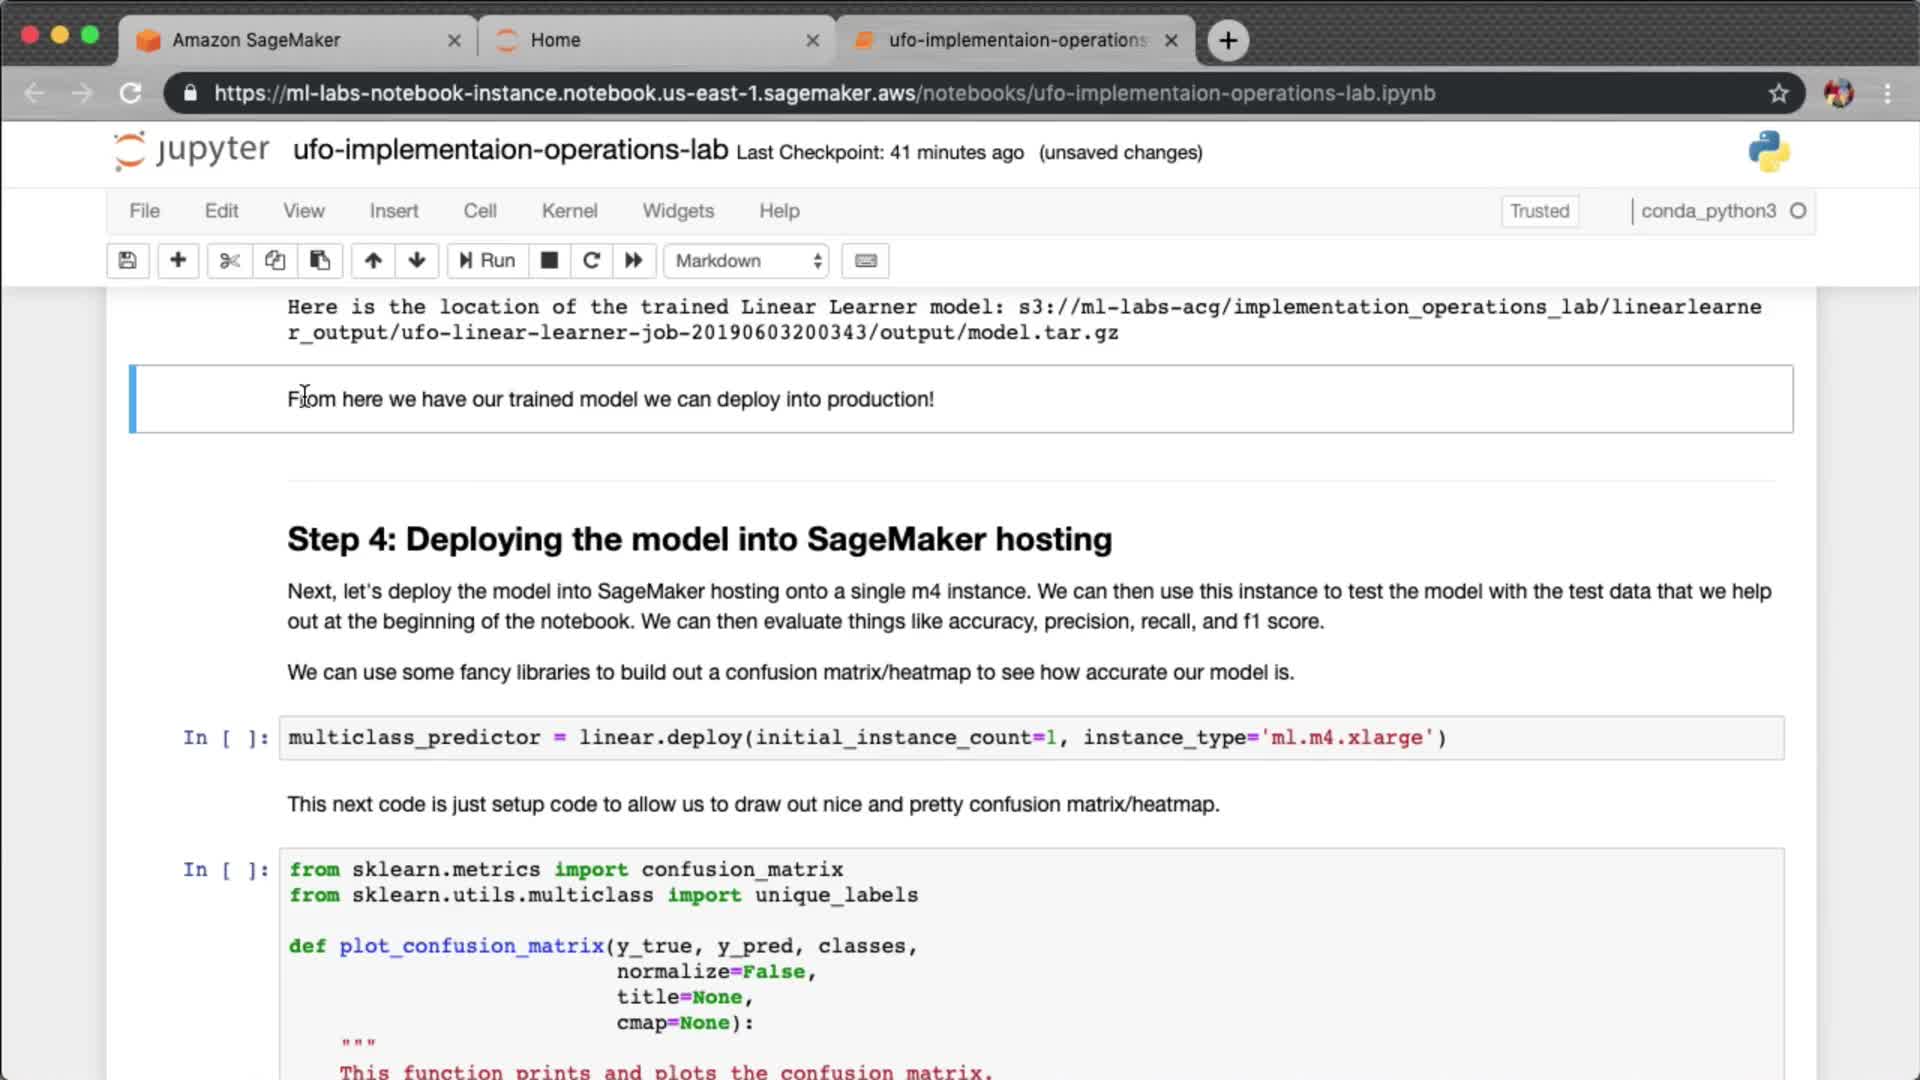 Amazon SageMaker
Home
ufo-implementaion-operations
https://ml-labs-notebook-instance.notebook.us-east-1.sagemaker.aws/notebooks/ufo-implementaion-operations-lab.ipynb
jupyter ufo-implementaion-operations-lab Last Checkpoint: 41 minutes ago (unsaved changes)
File Edit View Insert Cell Kernel Widgets Help Trusted conda_python3
Run Markdown
Here is the location of the trained Linear Learner model: s3://ml-labs-acg/implementation_operations_lab/linearlearne
r_output/ufo-linear-learner-job-20190603200343/output/model.tar.gz
From here we have our trained model we can deploy into production!
Step 4: Deploying the model into SageMaker hosting
Next, let's deploy the model into SageMaker hosting onto a single m4 instance. We can then use this instance to test the model with the test data that we help
out at the beginning of the notebook. We can then evaluate things like accuracy, precision, recall, and f1 score.
We can use some fancy libraries to build out a confusion matrix/heatmap to see how accurate our model is.
In [ ]: multiclass_predictor = linear.deploy(initial_instance_count=1, instance_type='ml.m4.xlarge')
This next code is just setup code to allow us to draw out nice and pretty confusion matrix/heatmap.
In [ ]: from sklearn.metrics import confusion_matrix
from sklearn.utils.multiclass import unique_labels
def plot_confusion_matrix(y_true, y_pred, classes,
normalize=False,
title=None,
cmap=None):
"""
This function prints and plots the confusion matrix.